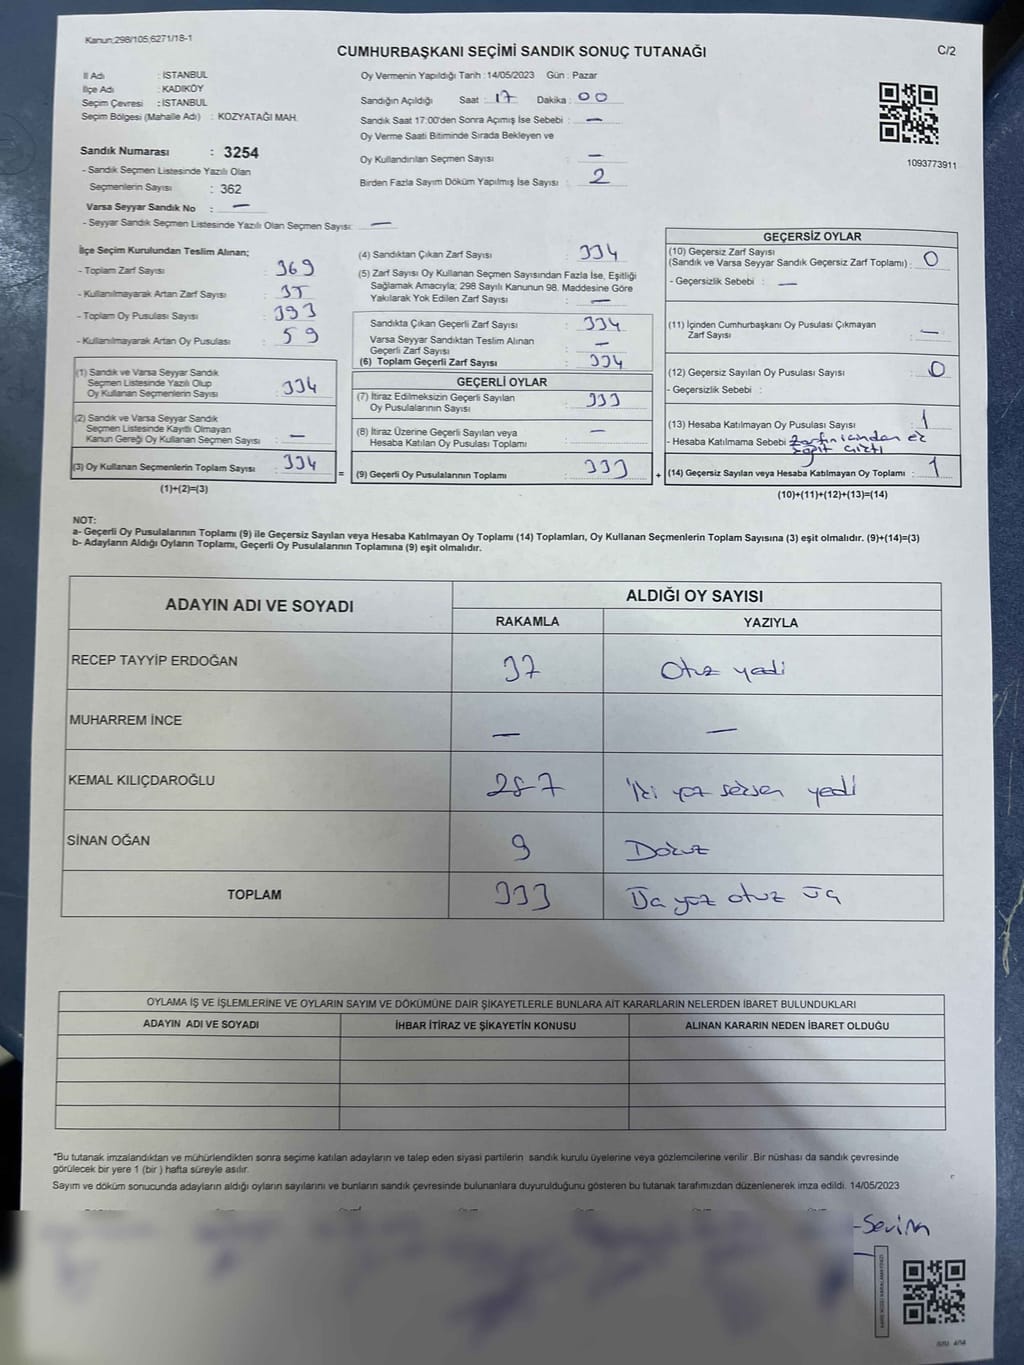 Kanun:298/105,6271/18-1
CUMHURBAŞKANI SEÇİMİ SANDIK SONUÇ TUTANAĞI
C/2
İl Adı : İSTANBUL
İlçe Adı : KADIKÖY
Seçim Çevresi : İSTANBUL
Seçim Bölgesi (Mahalle Adı) : KOZYATAĞI MAH.
Sandık Numarası : 3254
- Sandık Seçmen Listesinde Yazılı Olan
Seçmenlerin Sayısı : 362
Varsa Seyyar Sandık No : —
- Seyyar Sandık Seçmen Listesinde Yazılı Olan Seçmen Sayısı: —
Oy Vermenin Yapıldığı Tarih : 14/05/2023 Gün : Pazar
Sandığın Açıldığı Saat : 17 Dakika : 00
Sandık Saat 17:00'den Sonra Açımış İse Sebebi : —
Oy Verme Saati Bitiminde Sırada Bekleyen ve
Oy Kullandırılan Seçmen Sayısı : —
Birden Fazla Sayım Döküm Yapılmış İse Sayısı : 2
1093773911
İlçe Seçim Kurulundan Teslim Alınan;
- Toplam Zarf Sayısı : 369
- Kullanılmayarak Artan Zarf Sayısı : 35
- Toplam Oy Pusulası Sayısı : 393
- Kullanılmayarak Artan Oy Pusulası : 59
(1) Sandık ve Varsa Seyyar Sandık
Seçmen Listesinde Yazılı Olup
Oy Kullanan Seçmenlerin Sayısı : 334
(2) Sandık ve Varsa Seyyar Sandık
Seçmen Listesinde Kayıtlı Olmayan
Kanun Gereği Oy Kullanan Seçmen Sayısı : —
(3) Oy Kullanan Seçmenlerin Toplam Sayısı : 334
(1)+(2)=(3)
=
(4) Sandıktan Çıkan Zarf Sayısı : 334
(5) Zarf Sayısı Oy Kullanan Seçmen Sayısından Fazla İse, Eşitliği
Sağlamak Amacıyla; 298 Sayılı Kanunun 98. Maddesine Göre
Yakılarak Yok Edilen Zarf Sayısı : —
Sandıkta Çıkan Geçerli Zarf Sayısı : 334
Varsa Seyyar Sandıktan Teslim Alınan
Geçerli Zarf Sayısı : —
(6) Toplam Geçerli Zarf Sayısı : 334
GEÇERLİ OYLAR
(7) İtiraz Edilmeksizin Geçerli Sayılan
Oy Pusulalarının Sayısı : 333
(8) İtiraz Üzerine Geçerli Sayılan veya
Hesaba Katılan Oy Pusulası Toplamı : —
(9) Geçerli Oy Pusulalarının Toplamı : 333
+
GEÇERSİZ OYLAR
(10) Geçersiz Zarf Sayısı
(Sandık ve Varsa Seyyar Sandık Geçersiz Zarf Toplamı) : 0
- Geçersizlik Sebebi : —
(11) İçinden Cumhurbaşkanı Oy Pusulası Çıkmayan
Zarf Sayısı : —
(12) Geçersiz Sayılan Oy Pusulası Sayısı : 0
- Geçersizlik Sebebi :
(13) Hesaba Katılmayan Oy Pusulası Sayısı : 1
- Hesaba Katılmama Sebebi : Zarfın içinden
çıktı
(14) Geçersiz Sayılan veya Hesaba Katılmayan Oy Toplamı : 1
(10)+(11)+(12)+(13)=(14)
NOT:
a- Geçerli Oy Pusulalarının Toplamı (9) ile Geçersiz Sayılan veya Hesaba Katılmayan Oy Toplamı (14) Toplamları, Oy Kullanan Seçmenlerin Toplam Sayısına (3) eşit olmalıdır. (9)+(14)=(3)
b- Adayların Aldığı Oyların Toplamı, Geçerli Oy Pusulalarının Toplamına (9) eşit olmalıdır.
ADAYIN ADI VE SOYADI
ALDIĞI OY SAYISI
RAKAMLA YAZIYLA
RECEP TAYYİP ERDOĞAN 37 Otuz yedi
MUHARREM İNCE — —
KEMAL KILIÇDAROĞLU 287 iki yüz seksen yedi
SİNAN OĞAN 9 Dokuz
TOPLAM 333 Üç yüz otuz üç
OYLAMA İŞ VE İŞLEMLERİNE VE OYLARIN SAYIM VE DÖKÜMÜNE DAİR ŞİKAYETLERLE BUNLARA AİT KARARLARIN NELERDEN İBARET BULUNDUKLARI
ADAYIN ADI VE SOYADI İHBAR İTİRAZ VE ŞİKAYETİN KONUSU ALINAN KARARIN NEDEN İBARET OLDUĞU
*Bu tutanak imzalandıktan ve mühürlendikten sonra seçime katılan adayların ve talep eden siyasi partilerin sandık kurulu üyelerine veya gözlemcilerine verilir. Bir nüshası da sandık çevresinde
görülecek bir yere 1 (bir) hafta süreyle asılır.
Sayım ve döküm sonucunda adayların aldığı oyların sayılarını ve bunların sandık çevresinde bulunanlara duyurulduğunu gösteren bu tutanak tarafımızdan düzenlenerek imza edildi. 14/05/2023